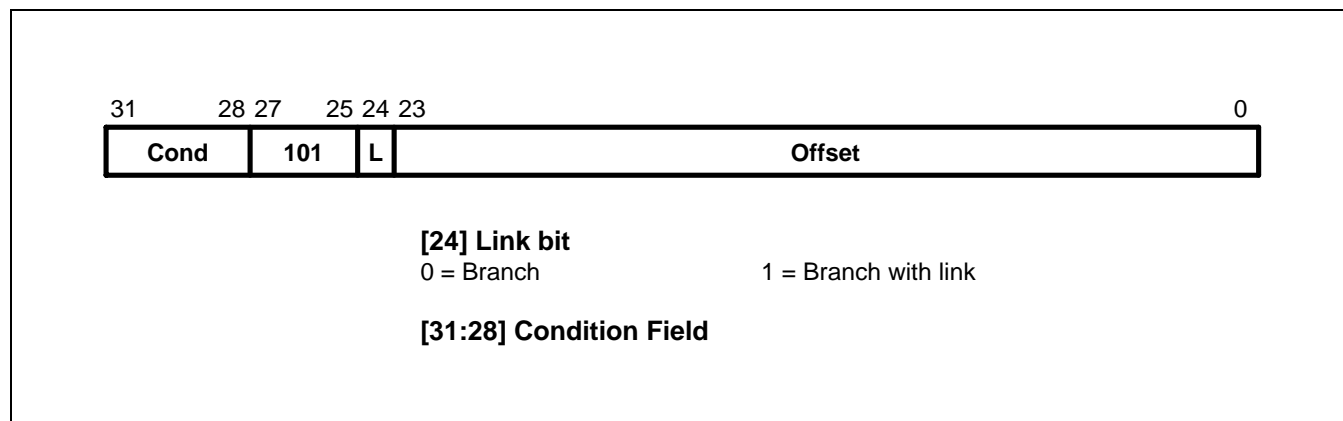 31 28 27 25 24 23 0
Cond 101 L Offset
[24] Link bit
0 = Branch 1 = Branch with link
[31:28] Condition Field